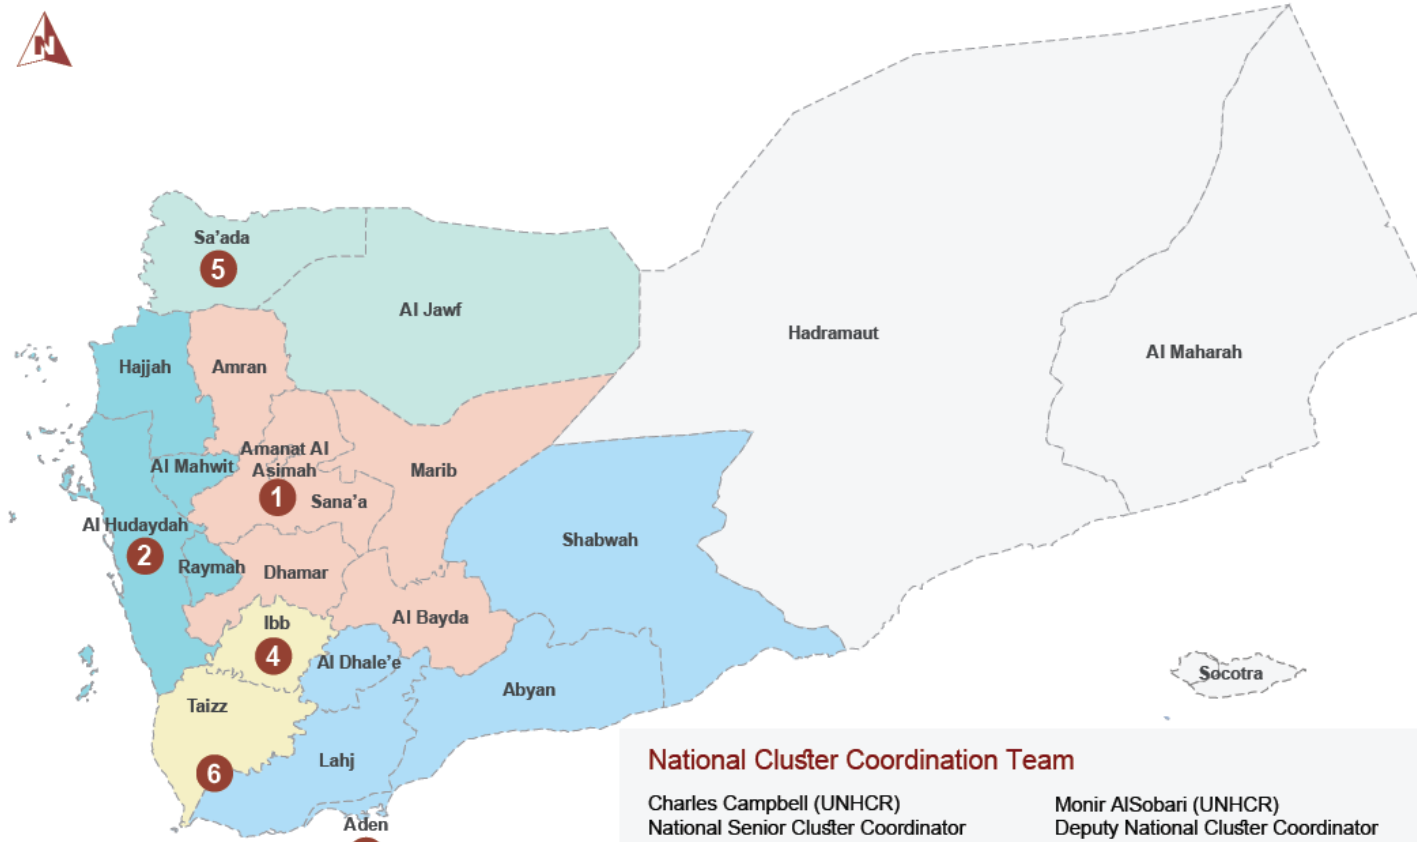 N
Sa'ada
5
Al Jawf
Hadramaut
Al Maharah
Hajjah
Amran
Amanat Al
Asimah
Al Mahwit
Marib
1
Sana'a
Al Hudaydah
2
Shabwah
Raymah
Dhamar
Ibb
Al Bayda
4
Al Dhale'e
Socotra
Abyan
Taizz
Lahj
6
Aden
National Cluster Coordination Team
Charles Campbell (UNHCR)
National Senior Cluster Coordinator
Monir AlSobari (UNHCR)
Deputy National Cluster Coordinator